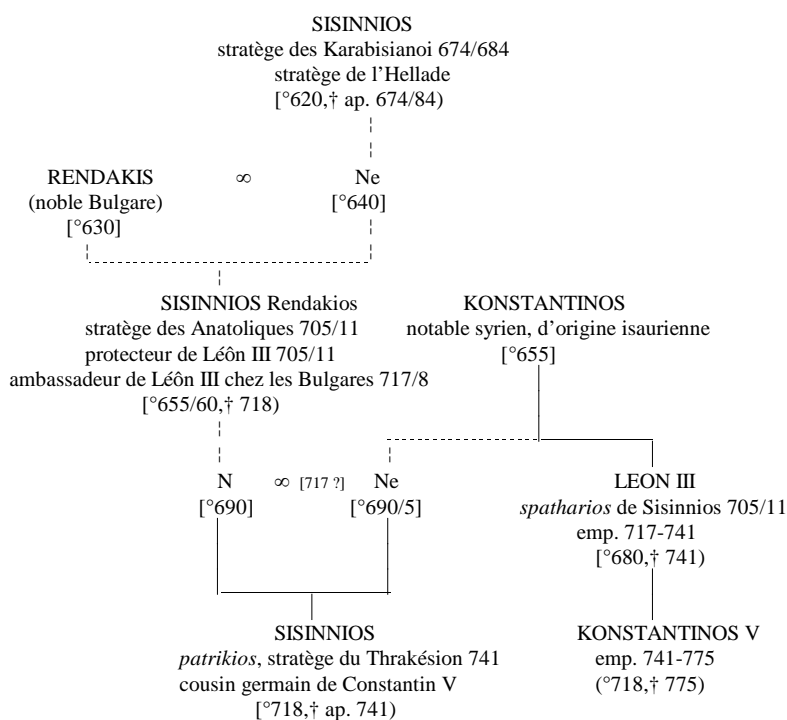 SISINNIOS
stratège des Karabisianoi 674/684
stratège de l’Hellade
[°620,† ap. 674/84)
RENDAKIS ∞ Ne
(noble Bulgare) [°640]
[°630]
SISINNIOS Rendakios KONSTANTINOS
stratège des Anatoliques 705/11 notable syrien, d’origine isaurienne
protecteur de Léôn III 705/11 [°655]
ambassadeur de Léôn III chez les Bulgares 717/8
[°655/60,† 718)
N ∞ [717 ?] Ne LEON III
[°690] [°690/5] spatharios de Sisinnios 705/11
emp. 717-741
[°680,† 741)
SISINNIOS KONSTANTINOS V
patrikios, stratège du Thrakésion 741 emp. 741-775
cousin germain de Constantin V (°718,† 775)
[°718,† ap. 741)